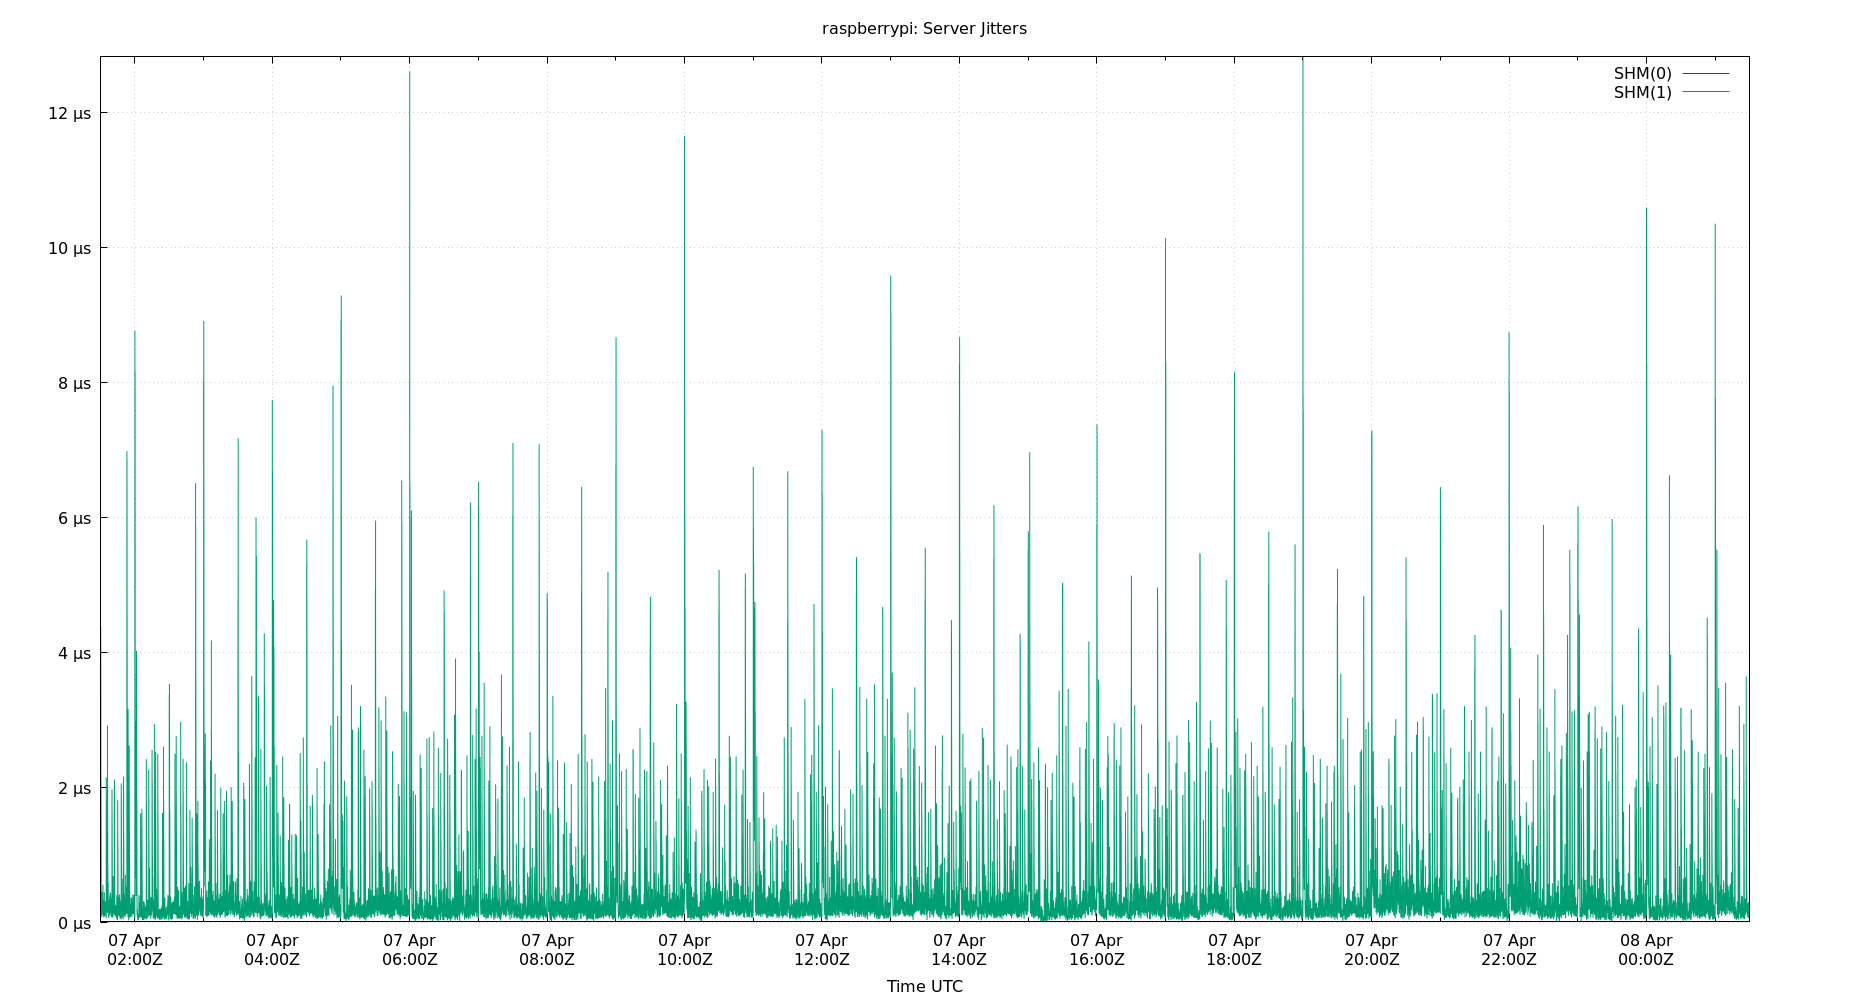 raspberrypi: Server Jitters
SHM(0)
SHM(1)
12 µs
10 µs
8 µs
6 µs
4 µs
2 µs
0 µs
07 Apr 07 Apr 07 Apr 07 Apr 07 Apr 07 Apr 07 Apr 07 Apr 07 Apr 07 Apr 07 Apr 08 Apr
02:00Z 04:00Z 06:00Z 08:00Z 10:00Z 12:00Z 14:00Z 16:00Z 18:00Z 20:00Z 22:00Z 00:00Z
Time UTC